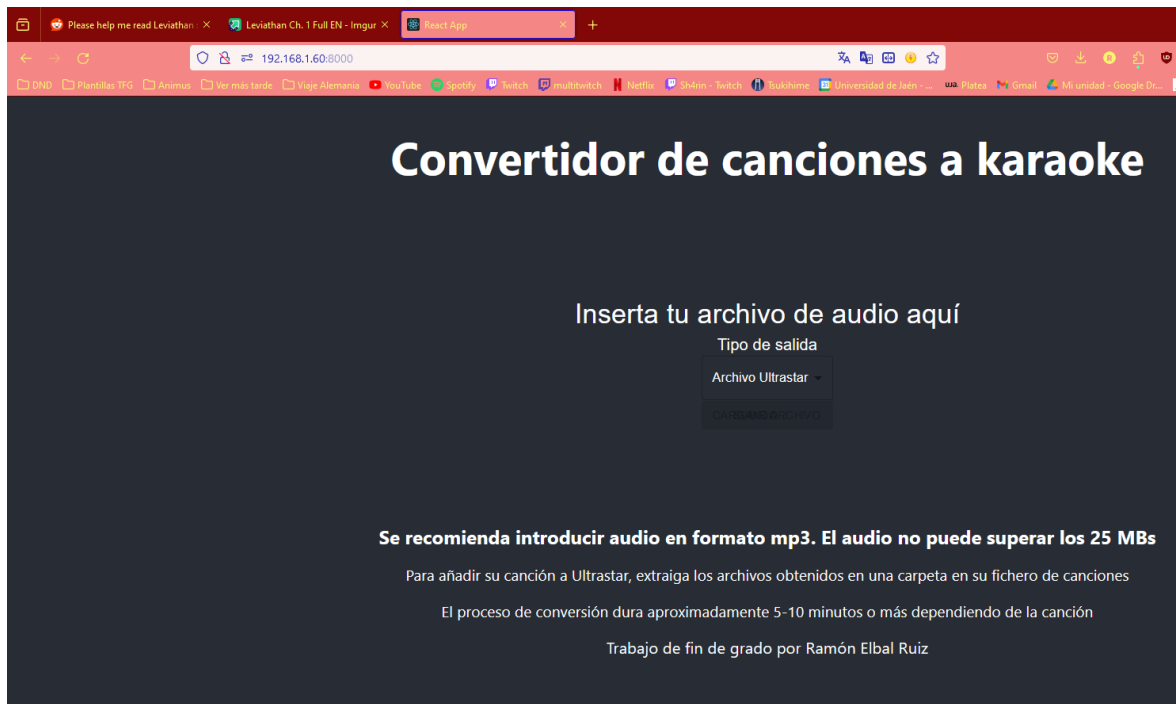 Please help me read Leviathan :
Leviathan Ch. 1 Full EN - Imgur
React App
192.168.1.60:8000
DND
Plantillas TFG
Animus
Ver más tarde
Viaje Alemania
YouTube
Spotify
Twitch
multitwitch
Netflix
Sh4rin - Twitch
Tsukihime
Universidad de Jaén - ...
Platea
Gmail
Mi unidad - Google Dr...
Convertidor de canciones a karaoke
Inserta tu archivo de audio aquí
Tipo de salida
Archivo Ultrastar
Se recomienda introducir audio en formato mp3. El audio no puede superar los 25 MBs
Para añadir su canción a Ultrastar, extraiga los archivos obtenidos en una carpeta en su fichero de canciones
El proceso de conversión dura aproximadamente 5-10 minutos o más dependiendo de la canción
Trabajo de fin de grado por Ramón Elbal Ruiz